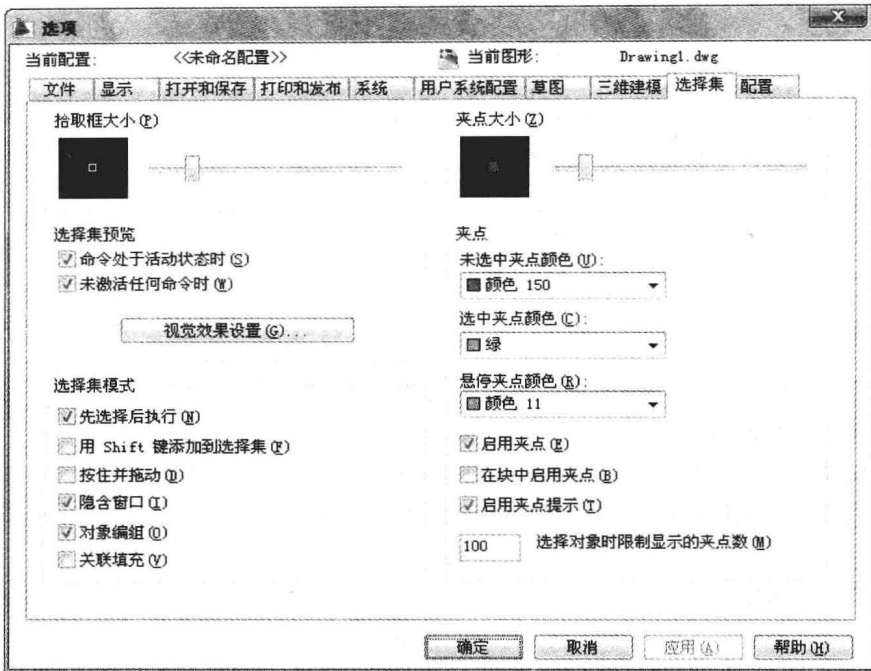 选项
当前配置: <<未命名配置>> 当前图形: Drawing1.dwg
文件 显示 打开和保存 打印和发布 系统 用户系统配置 草图 三维建模 选择集 配置
拾取框大小(P)
夹点大小(Z)
选择集预览
命令处于活动状态时(S)
未激活任何命令时(W)
视觉效果设置(G)...
选择集模式
先选择后执行(N)
用 Shift 键添加到选择集(F)
按住并拖动(D)
隐含窗口(I)
对象编组(O)
关联填充(V)
夹点
未选中夹点颜色(U):
颜色 150
选中夹点颜色(C):
绿
悬停夹点颜色(R):
颜色 11
启用夹点(E)
在块中启用夹点(B)
启用夹点提示(T)
100 选择对象时限制显示的夹点数(M)
确定 取消 应用(A) 帮助(H)